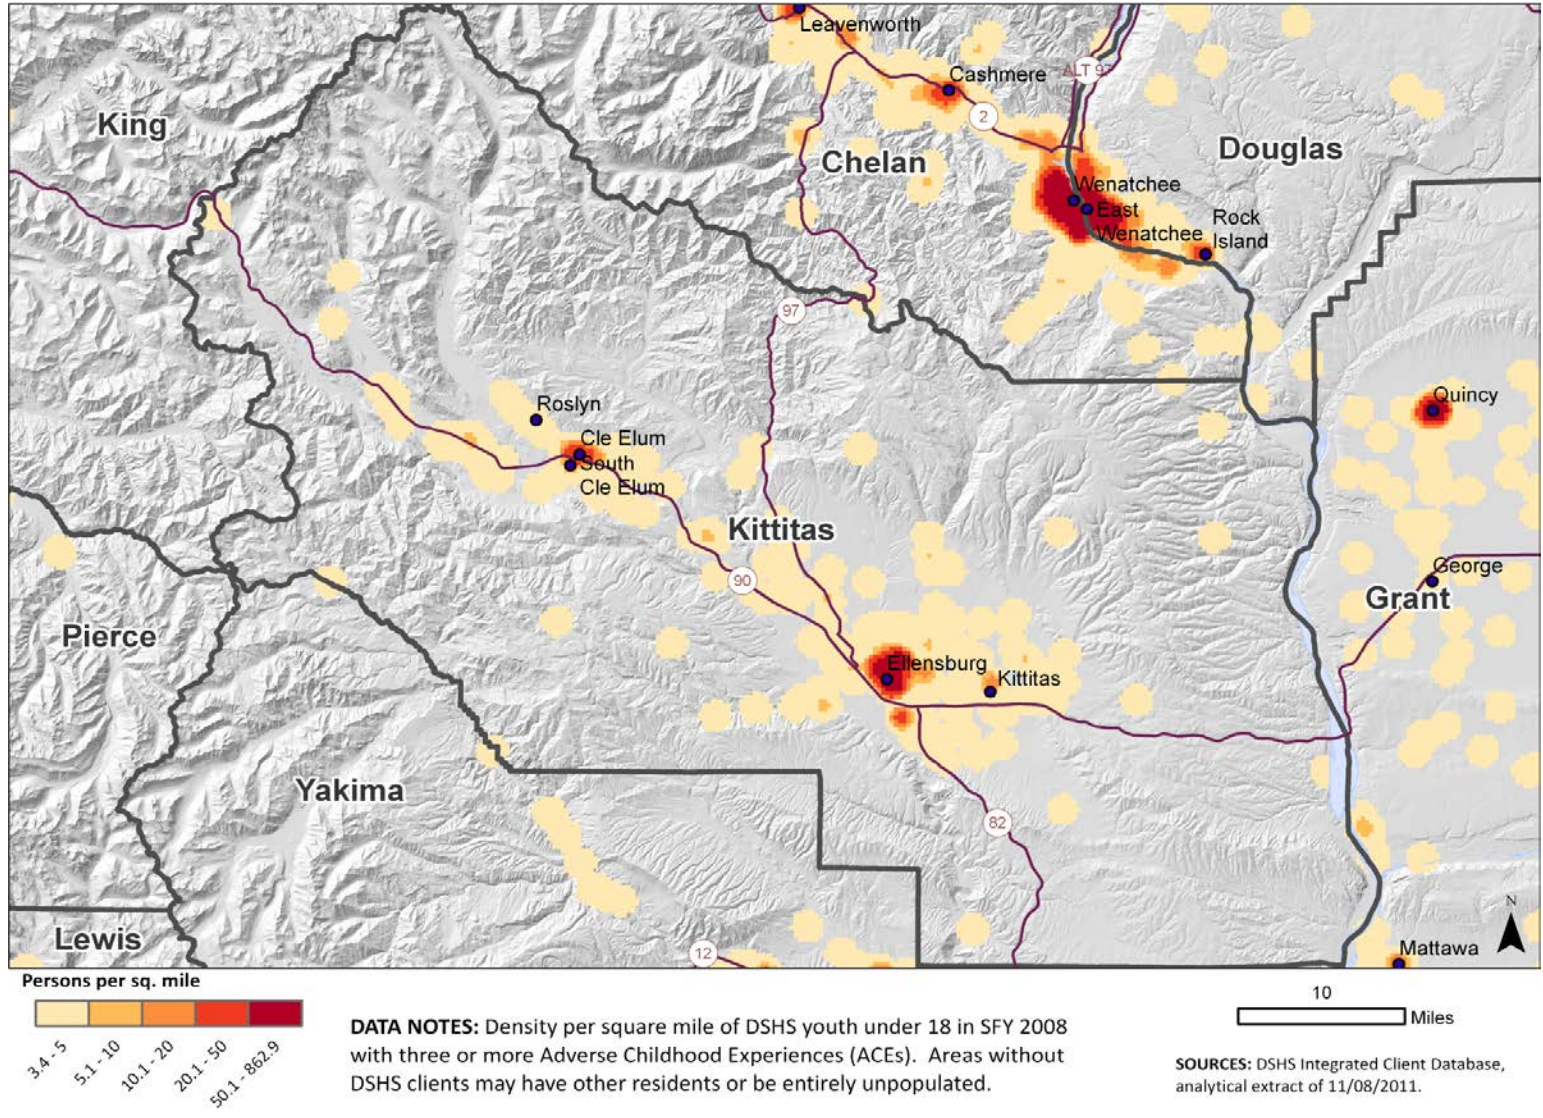 Leavenworth
Cashmere
ALT 97
2
King
Chelan
Douglas
Wenatchee
East
Wenatchee
Rock
Island
97
Quincy
Roslyn
Cle Elum
South
Cle Elum
Kittitas
90
George
Grant
Pierce
Ellensburg
Kittitas
Yakima
82
Lewis
12
Mattawa
N
Persons per sq. mile
3.4 - 5
5.1 - 10
10.1 - 20
20.1 - 50
50.1 - 862.9
DATA NOTES: Density per square mile of DSHS youth under 18 in SFY 2008
with three or more Adverse Childhood Experiences (ACEs). Areas without
DSHS clients may have other residents or be entirely unpopulated.
10
Miles
SOURCES: DSHS Integrated Client Database,
analytical extract of 11/08/2011.